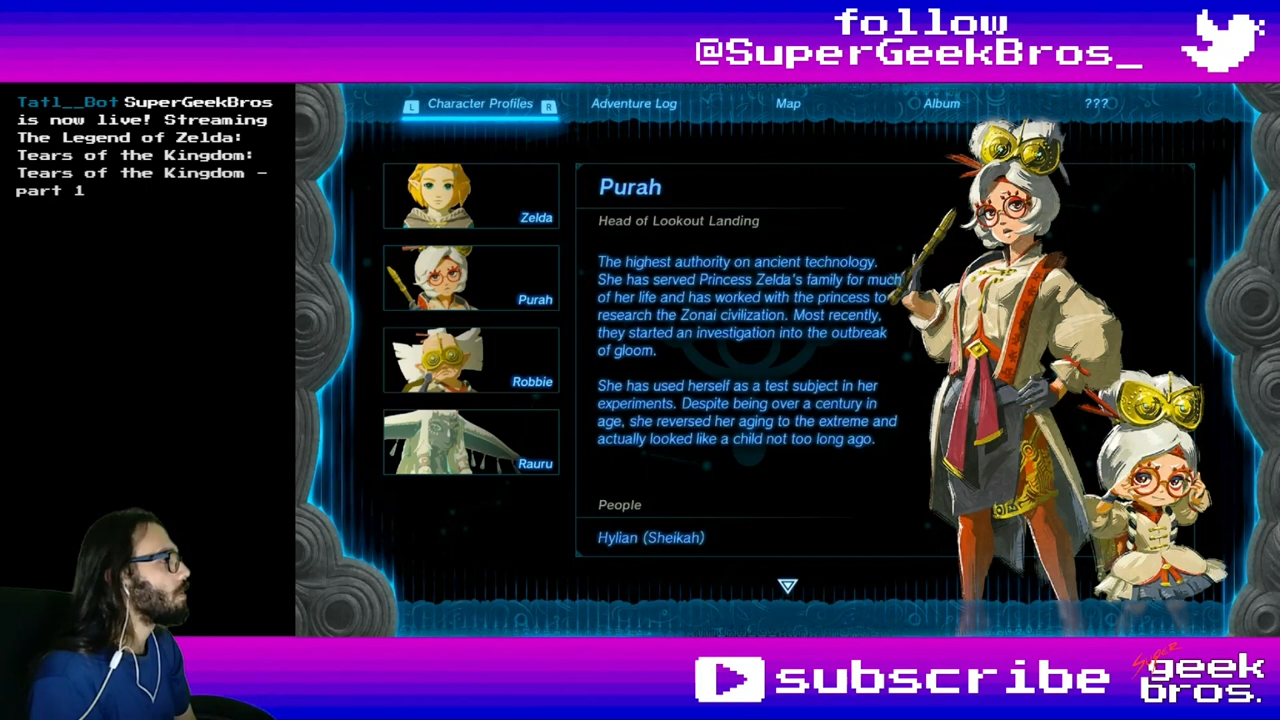 follow
@SuperGeekBros_
Tatl__Bot SuperGeekBros
is now live! Streaming
The Legend of Zelda:
Tears of the Kingdom:
Tears of the Kingdom -
part 1
L Character Profiles R Adventure Log Map Album ???
Zelda
Purah
Robbie
Rauru
Purah
Head of Lookout Landing
The highest authority on ancient technology.
She has served Princess Zelda's family for much
of her life and has worked with the princess to
research the Zonai civilization. Most recently,
they started an investigation into the outbreak
of gloom.
She has used herself as a test subject in her
experiments. Despite being over a century in
age, she reversed her aging to the extreme and
actually looked like a child not too long ago.
People
Hylian (Sheikah)
subscribe
Super
geek
bros.